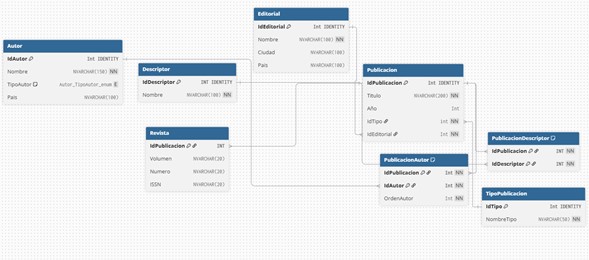 Editorial
IdEditorial Int IDENTITY
Nombre NVARCHAR(100) NN
Ciudad NVARCHAR(100)
Pais NVARCHAR(100)
Autor
IdAutor Int IDENTITY
Nombre NVARCHAR(50) NN
TipoAutor Autor_TipoAutor_enum E
Pais NVARCHAR(100)
Descriptor
IdDescriptor INT IDENTITY
Nombre NVARCHAR(100) NN
Publicacion
IdPublicacion Int IDENTITY
Titulo NVARCHAR(200) NN
Año Int
IdTipo Int NN
IdEditorial Int NN
Revista
IdPublicacion INT
Volumen NVARCHAR(20)
Numero NVARCHAR(20)
ISSN NVARCHAR(20)
PublicacionDescriptor
IdPublicacion INT NN
IdDescriptor INT NN
PublicacionAutor
IdPublicacion Int NN
IdAutor Int NN
OrdenAutor Int NN
TipoPublicacion
IdTipo Int IDENTITY
NombreTipo NVARCHAR(50) NN